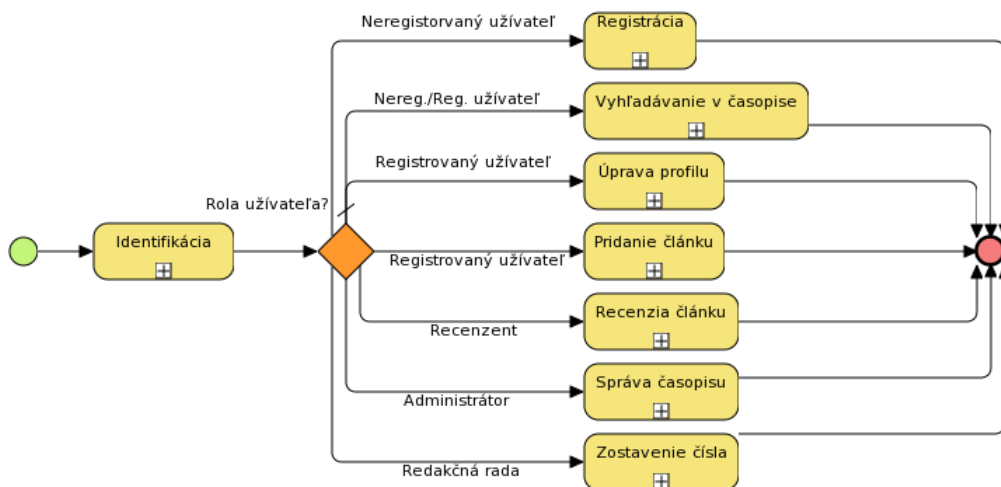 Neregistorvaný užívateľ
Registrácia
Nereg./Reg. užívateľ
Vyhľadávanie v časopise
Registrovaný užívateľ
Úprava profilu
Rola užívateľa?
Identifikácia
Registrovaný užívateľ
Pridanie článku
Recenzent
Recenzia článku
Administrátor
Správa časopisu
Redakčná rada
Zostavenie čísla